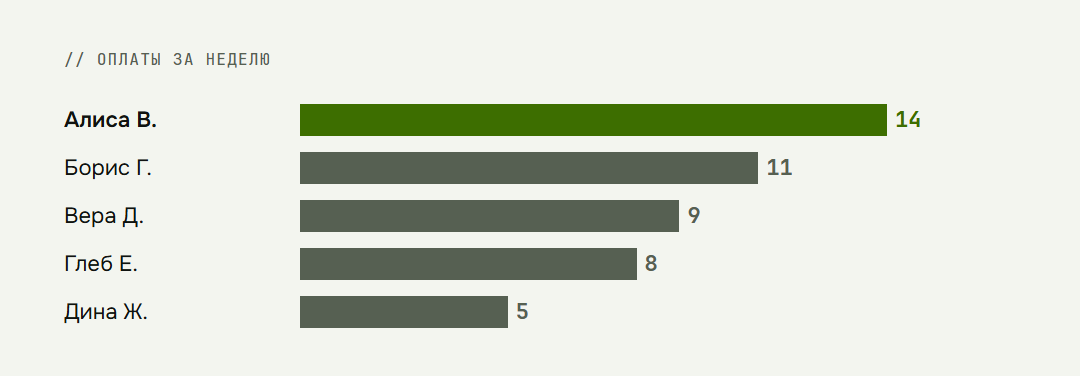 // ОПЛАТЫ ЗА НЕДЕЛЮ
Алиса В. 14
Борис Г. 11
Вера Д. 9
Глеб Е. 8
Дина Ж. 5